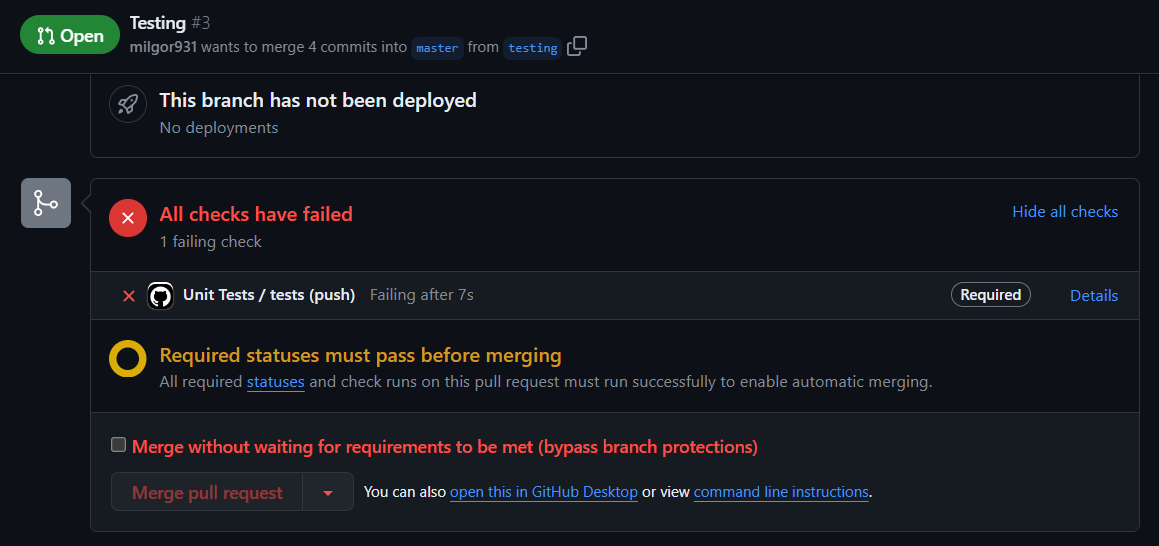 Open
Testing #3
milgor931 wants to merge 4 commits into master from testing
This branch has not been deployed
No deployments
All checks have failed
Hide all checks
1 failing check
Unit Tests / tests (push) Failing after 7s Required Details
Required statuses must pass before merging
All required statuses and check runs on this pull request must run successfully to enable automatic merging.
Merge without waiting for requirements to be met (bypass branch protections)
Merge pull request You can also open this in GitHub Desktop or view command line instructions.